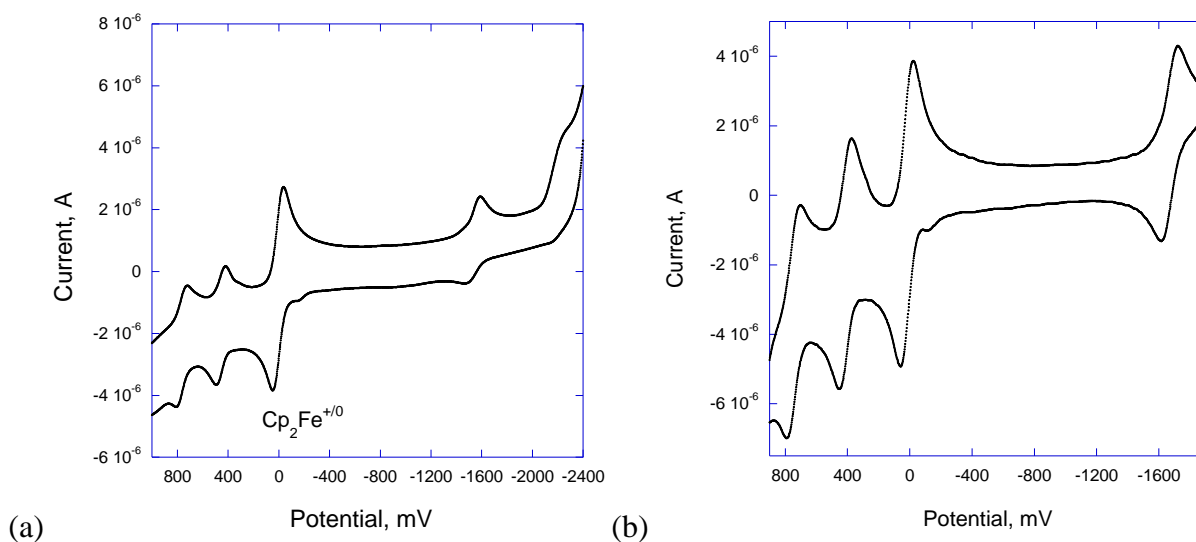 8 10⁻⁶
6 10⁻⁶
4 10⁻⁶
2 10⁻⁶
0
-2 10⁻⁶
-4 10⁻⁶
-6 10⁻⁶
Current, A
Cp₂Fe⁺ᐟ⁰
800 400 0 -400 -800 -1200 -1600 -2000 -2400
Potential, mV
(a)
4 10⁻⁶
2 10⁻⁶
0
-2 10⁻⁶
-4 10⁻⁶
-6 10⁻⁶
Current, A
800 400 0 -400 -800 -1200 -1600
Potential, mV
(b)